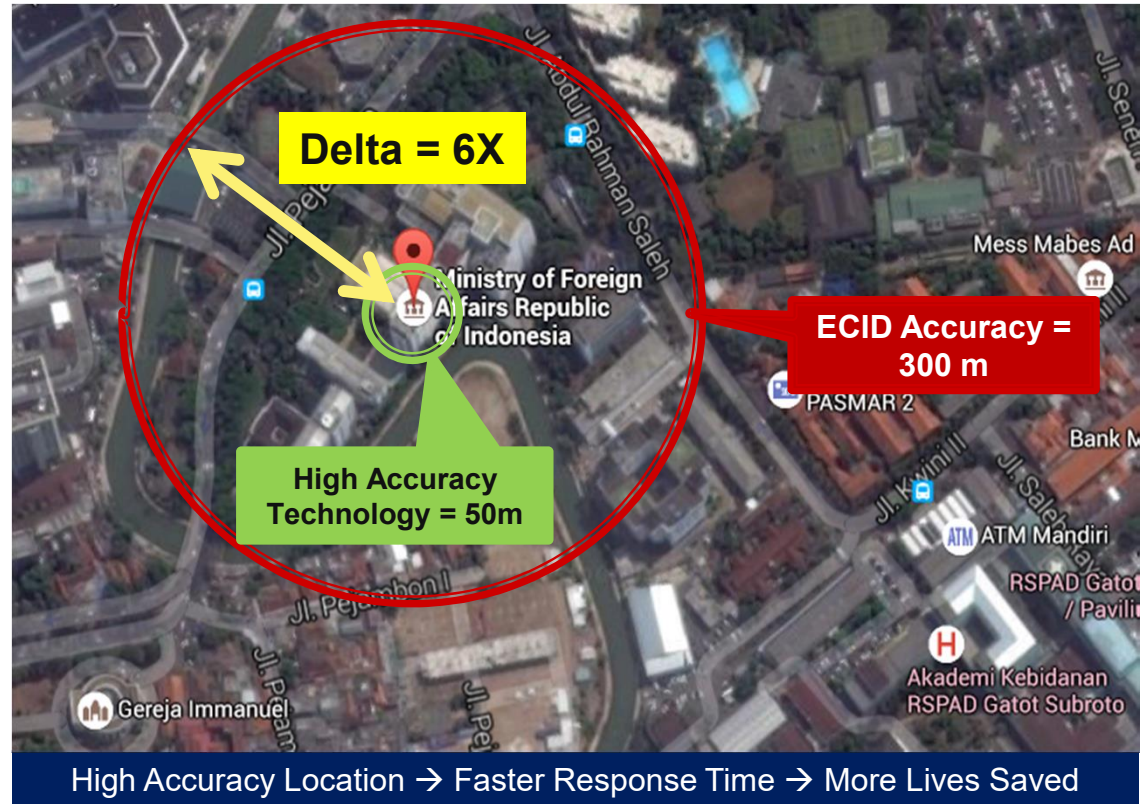 Jl. Abdul Rahman Saleh
Delta = 6X
Mess Mabes Ad
Ministry of Foreign
Affairs Republic
of Indonesia
ECID Accuracy =
300 m
PASMAR 2
Bank
High Accuracy
Technology = 50m
Jl. Kwini II
ATM ATM Mandiri
RSPAD Gatot
/ Paviliu
Jl. Pejambon I
H
Akademi Kebidanan
RSPAD Gatot Subroto
Gereja Immanuel
High Accuracy Location → Faster Response Time → More Lives Saved